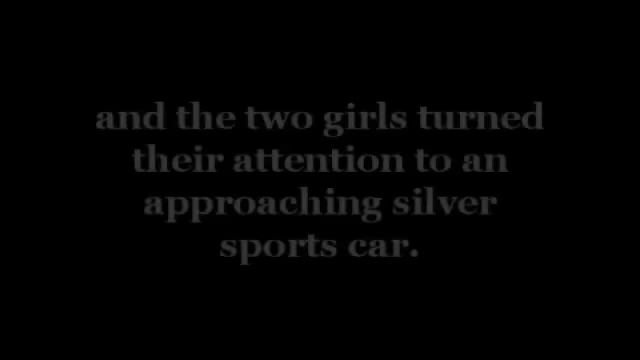 and the two girls turned
their attention to an
approaching silver
sports car.